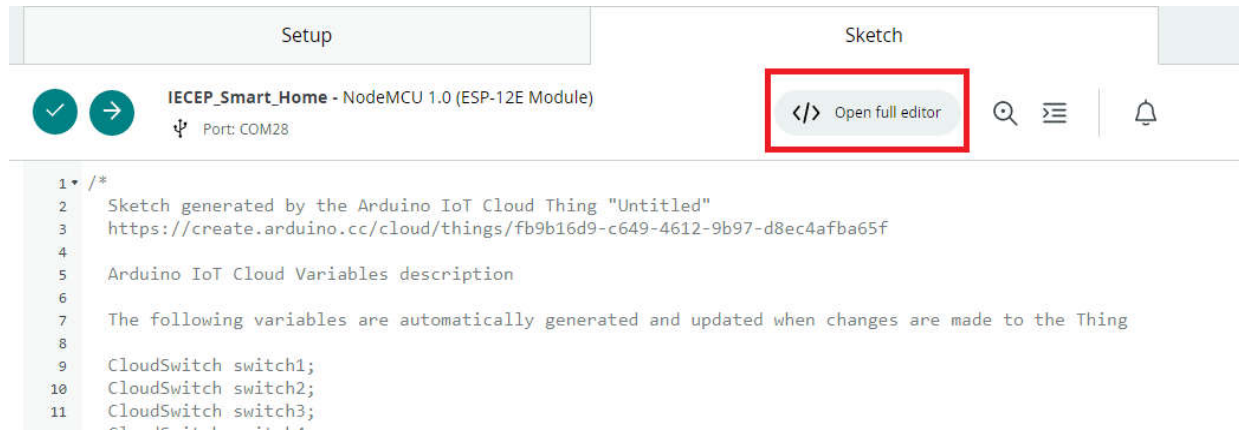 Setup
Sketch
IECEP_Smart_Home - NodeMCU 1.0 (ESP-12E Module)
Port: COM28
</> Open full editor
1 /*
2 Sketch generated by the Arduino IoT Cloud Thing "Untitled"
3 https://create.arduino.cc/cloud/things/fb9b16d9-c649-4612-9b97-d8ec4afba65f
4
5 Arduino IoT Cloud Variables description
6
7 The following variables are automatically generated and updated when changes are made to the Thing
8
9 CloudSwitch switch1;
10 CloudSwitch switch2;
11 CloudSwitch switch3;